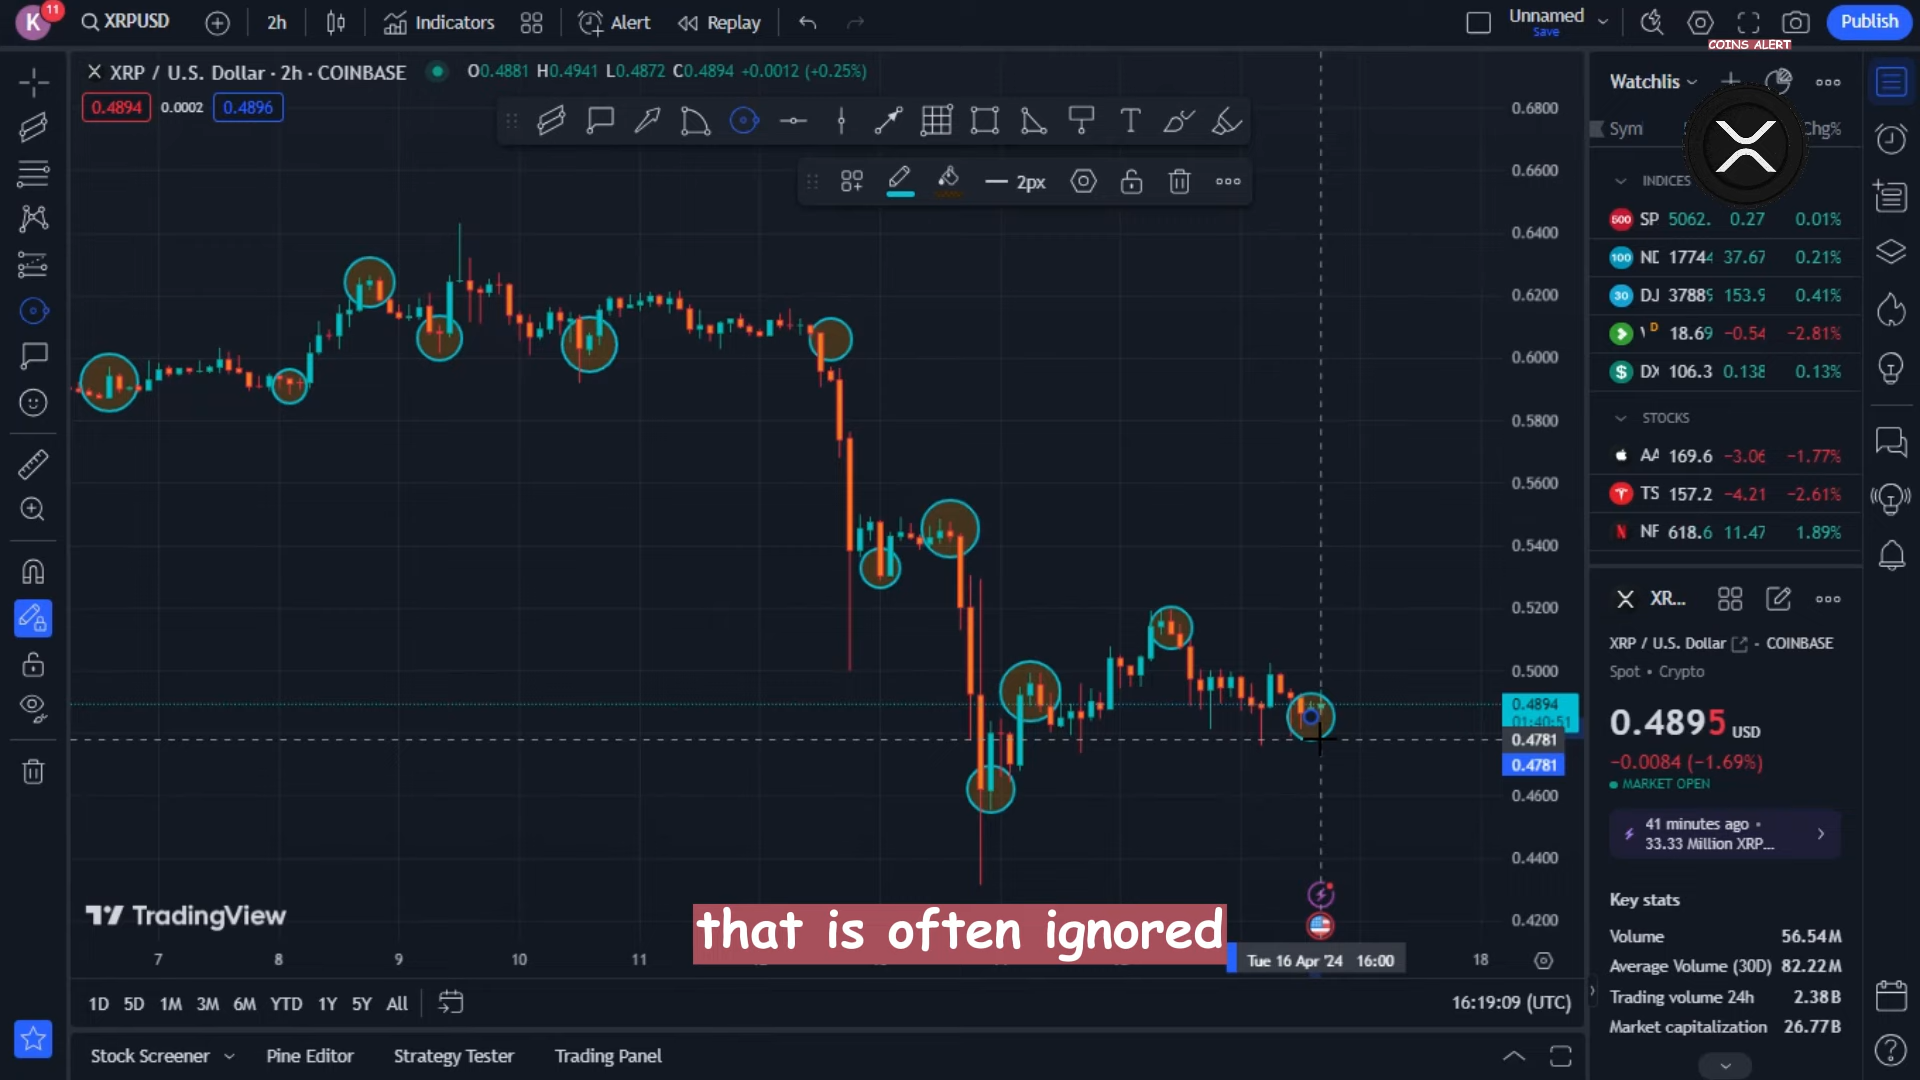 K 11 XRPUSD 2h Indicators Alert Replay Unnamed Save Publish
COINS ALERT
XRP / U.S. Dollar · 2h · COINBASE O0.4881 H0.4941 L0.4872 C0.4894 +0.0012 (+0.25%)
0.4894 0.0002 0.4896
2px
0.6800
0.6600
0.6400
0.6200
0.6000
0.5800
0.5600
0.5400
0.5200
0.5000
0.4894
01:40:51
0.4781
0.4781
0.4600
0.4400
0.4200
TradingView
that is often ignored
7 8 9 10 11 Tue 16 Apr '24 16:00 18
1D 5D 1M 3M 6M YTD 1Y 5Y All 16:19:09 (UTC)
Stock Screener Pine Editor Strategy Tester Trading Panel
Watchlis
Sym Chg%
INDICES
500 SP 5062. 0.27 0.01%
100 37.67 0.21%
30 DJ 153.9 0.41%
D 18.69 −0.54 −2.81%
DX 106.3 0.138 0.13%
STOCKS
169.6 −3.06 −1.77%
TS 157.2 −4.21 −2.61%
618.6 11.47 1.89%
XR...
XRP / U.S. Dollar - COINBASE
Spot • Crypto
0.4895 USD
−0.0084 (−1.69%)
MARKET OPEN
41 minutes ago •
33.33 Million XRP...
Key stats
Volume 56.54M
Average Volume (30D) 82.22M
Trading volume 24h 2.38B
Market capitalization 26.77B